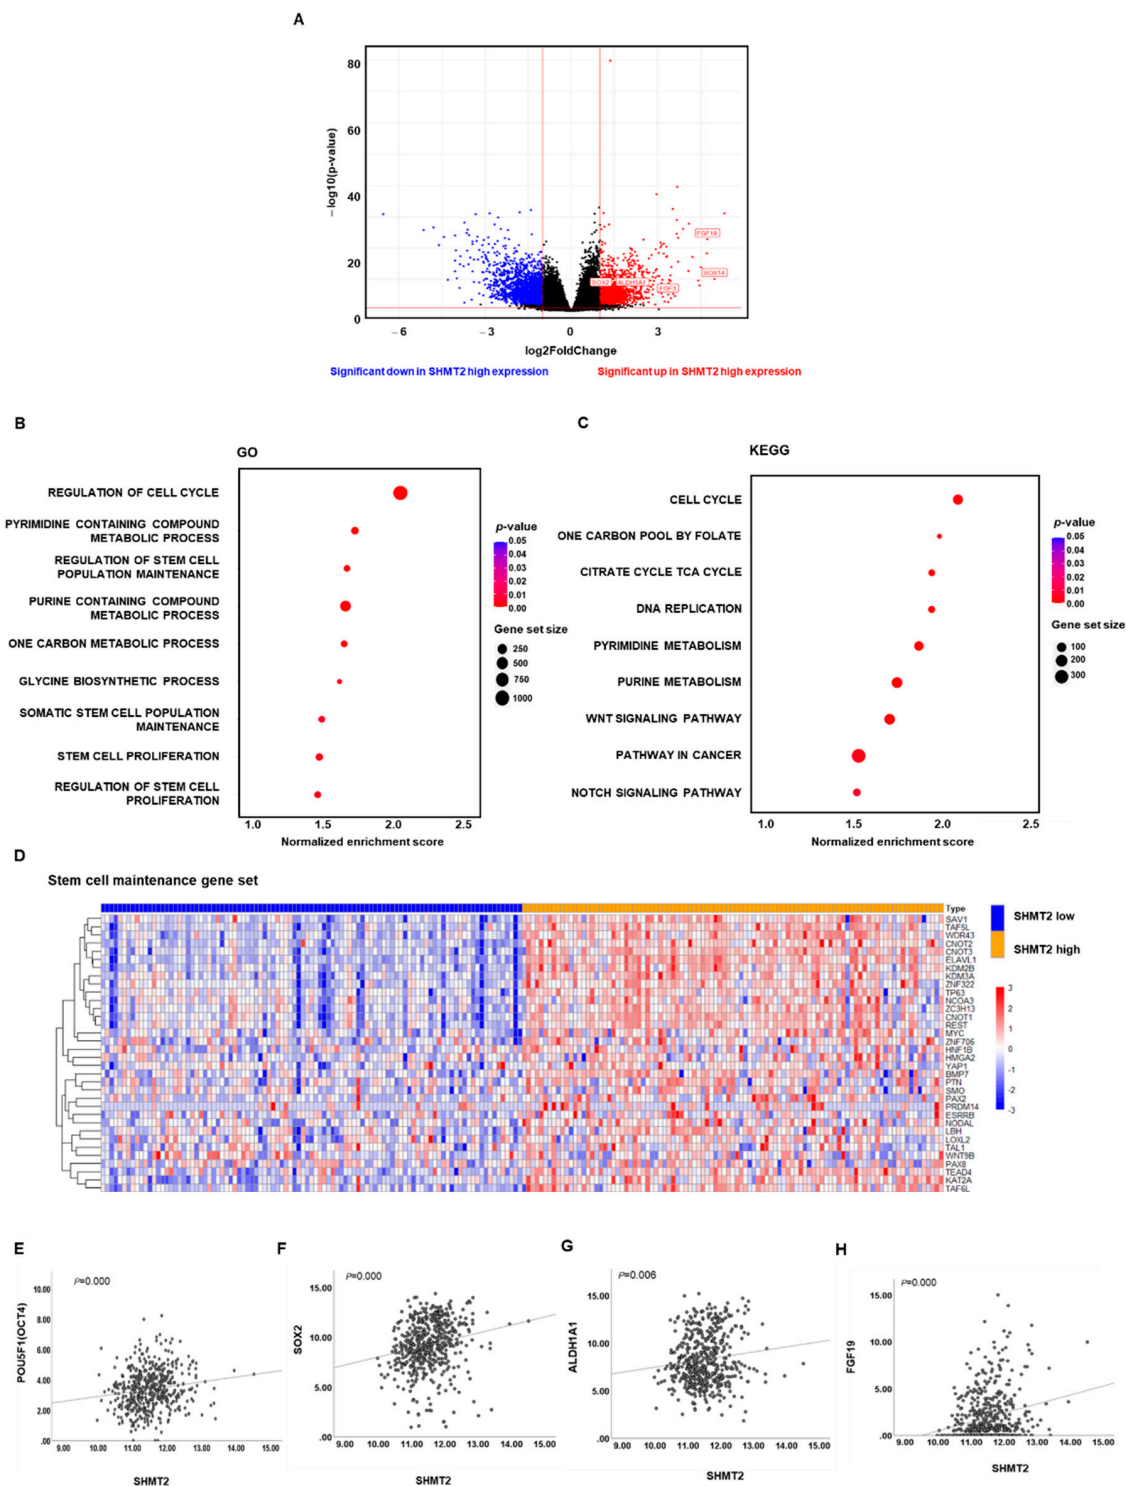 A
– log10(p-value)
80
60
40
20
0
FGF19
SOX14
SOX2
ALDH1A1
FGF3
– 6
– 3
0
3
log2FoldChange
Significant down in SHMT2 high expression
Significant up in SHMT2 high expression
B
GO
REGULATION OF CELL CYCLE
PYRIMIDINE CONTAINING COMPOUND
METABOLIC PROCESS
REGULATION OF STEM CELL
POPULATION MAINTENANCE
PURINE CONTAINING COMPOUND
METABOLIC PROCESS
ONE CARBON METABOLIC PROCESS
GLYCINE BIOSYNTHETIC PROCESS
SOMATIC STEM CELL POPULATION
MAINTENANCE
STEM CELL PROLIFERATION
REGULATION OF STEM CELL
PROLIFERATION
1.0
1.5
2.0
2.5
Normalized enrichment score
p-value
0.05
0.04
0.03
0.02
0.01
0.00
Gene set size
250
500
750
1000
C
KEGG
CELL CYCLE
ONE CARBON POOL BY FOLATE
CITRATE CYCLE TCA CYCLE
DNA REPLICATION
PYRIMIDINE METABOLISM
PURINE METABOLISM
WNT SIGNALING PATHWAY
PATHWAY IN CANCER
NOTCH SIGNALING PATHWAY
1.0
1.5
2.0
2.5
Normalized enrichment score
p-value
0.05
0.04
0.03
0.02
0.01
0.00
Gene set size
100
200
300
D
Stem cell maintenance gene set
Type
SAV1
TAF5L
WDR43
CNOT2
CNOT3
ELAVL1
KDM2B
KDM3A
ZNF322
TP63
NCOA3
ZC3H13
CNOT1
REST
MYC
ZNF706
HNF1B
HMGA2
YAP1
BMP7
PTN
SMO
PAX2
PRDM14
ESRRB
NODAL
LBH
LOXL2
TAL1
WNT9B
PAX8
TEAD4
KAT2A
TAF6L
SHMT2 low
SHMT2 high
3
2
1
0
-1
-2
-3
E
P=0.000
POU5F1(OCT4)
10.00
8.00
6.00
4.00
2.00
.00
9.00
10.00
11.00
12.00
13.00
14.00
15.00
SHMT2
F
P=0.000
SOX2
15.00
10.00
5.00
.00
9.00
10.00
11.00
12.00
13.00
14.00
15.00
SHMT2
G
P=0.006
ALDH1A1
15.00
10.00
5.00
.00
9.00
10.00
11.00
12.00
13.00
14.00
15.00
SHMT2
H
P=0.000
FGF19
15.00
10.00
5.00
.00
9.00
10.00
11.00
12.00
13.00
14.00
15.00
SHMT2